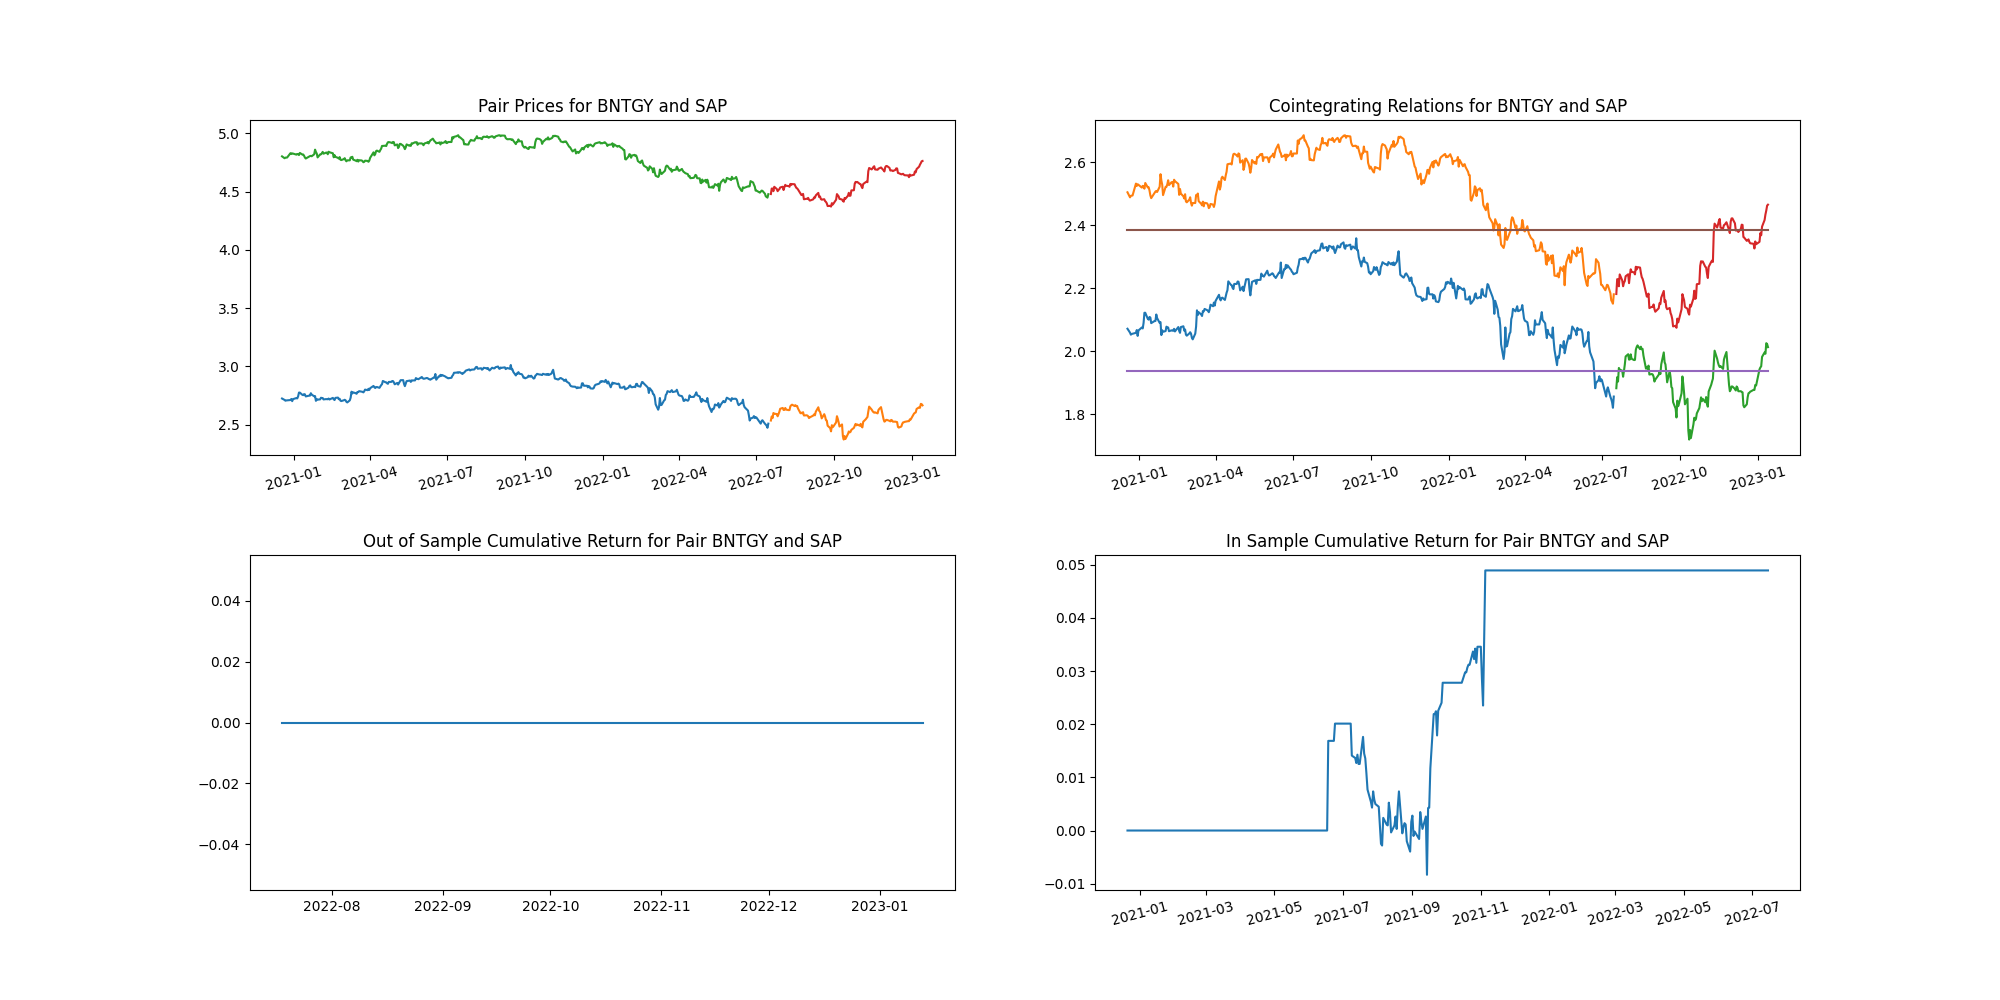 Pair Prices for BNTGY and SAP
5.0
4.5
4.0
3.5
3.0
2.5
2021-01 2021-04 2021-07 2021-10 2022-01 2022-04 2022-07 2022-10 2023-01
Cointegrating Relations for BNTGY and SAP
2.6
2.4
2.2
2.0
1.8
2021-01 2021-04 2021-07 2021-10 2022-01 2022-04 2022-07 2022-10 2023-01
Out of Sample Cumulative Return for Pair BNTGY and SAP
0.04
0.02
0.00
−0.02
−0.04
2022-08 2022-09 2022-10 2022-11 2022-12 2023-01
In Sample Cumulative Return for Pair BNTGY and SAP
0.05
0.04
0.03
0.02
0.01
0.00
−0.01
2021-01 2021-03 2021-05 2021-07 2021-09 2021-11 2022-01 2022-03 2022-05 2022-07